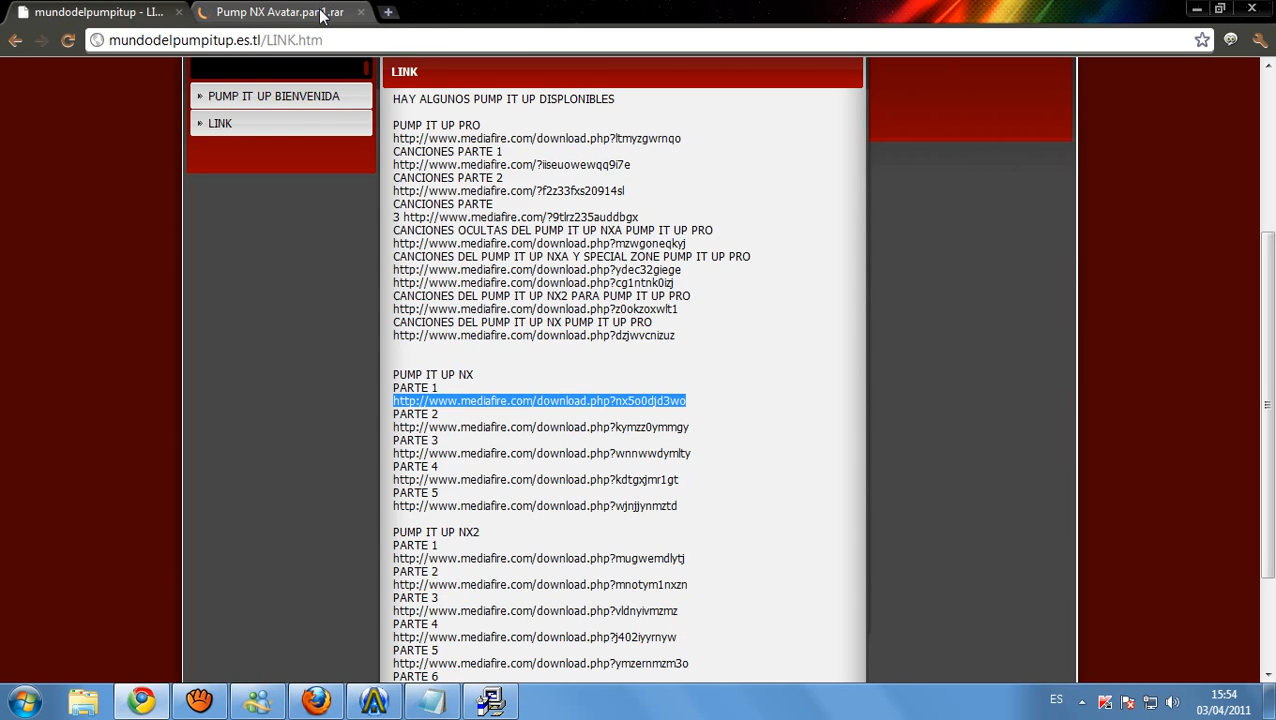 mundodelpumpitup - LI...
Pump NX Avatar.part1.rar
mundodelpumpitup.es.tl/LINK.htm
PUMP IT UP BIENVENIDA
LINK
LINK
HAY ALGUNOS PUMP IT UP DISPLONIBLES
PUMP IT UP PRO
http://www.mediafire.com/download.php?ltmyzgwrnqo
CANCIONES PARTE 1
http://www.mediafire.com/?iiseuowewqq9i7e
CANCIONES PARTE 2
http://www.mediafire.com/?f2z33fxs20914sl
CANCIONES PARTE
3 http://www.mediafire.com/?9tlrz235auddbgx
CANCIONES OCULTAS DEL PUMP IT UP NXA PUMP IT UP PRO
http://www.mediafire.com/download.php?mzwgoneqkyj
CANCIONES DEL PUMP IT UP NXA Y SPECIAL ZONE PUMP IT UP PRO
http://www.mediafire.com/download.php?ydec32giege
http://www.mediafire.com/download.php?cg1ntnk0izj
CANCIONES DEL PUMP IT UP NX2 PARA PUMP IT UP PRO
http://www.mediafire.com/download.php?z0okzoxwlt1
CANCIONES DEL PUMP IT UP NX PUMP IT UP PRO
http://www.mediafire.com/download.php?dzjwvcnizuz
PUMP IT UP NX
PARTE 1
http://www.mediafire.com/download.php?nx5o0djd3wo
PARTE 2
http://www.mediafire.com/download.php?kymzz0ymmgy
PARTE 3
http://www.mediafire.com/download.php?wnnwwdymlty
PARTE 4
http://www.mediafire.com/download.php?kdtgxjmr1gt
PARTE 5
http://www.mediafire.com/download.php?wjnjjynmztd
PUMP IT UP NX2
PARTE 1
http://www.mediafire.com/download.php?mugwemdlytj
PARTE 2
http://www.mediafire.com/download.php?mnotym1nxzn
PARTE 3
http://www.mediafire.com/download.php?vldnyivmzmz
PARTE 4
http://www.mediafire.com/download.php?j402iyyrnyw
PARTE 5
http://www.mediafire.com/download.php?ymzernmzm3o
PARTE 6
ES
15:54
03/04/2011